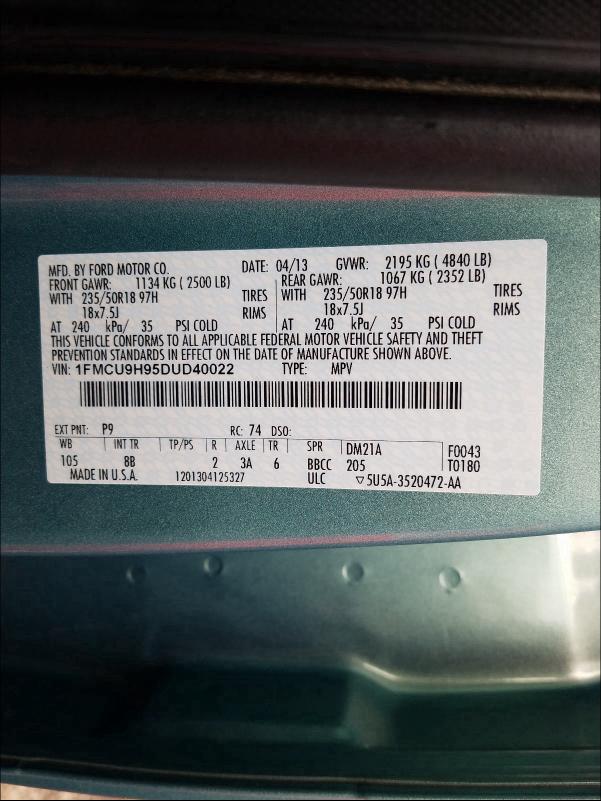 MFD. BY FORD MOTOR CO. DATE: 04/13 GVWR: 2195 KG ( 4840 LB)
FRONT GAWR: 1134 KG ( 2500 LB) REAR GAWR: 1067 KG ( 2352 LB)
WITH 235/50R18 97H TIRES WITH 235/50R18 97H TIRES
18x7.5J RIMS 18x7.5J RIMS
AT 240 kPa/ 35 PSI COLD AT 240 kPa/ 35 PSI COLD
THIS VEHICLE CONFORMS TO ALL APPLICABLE FEDERAL MOTOR VEHICLE SAFETY AND THEFT
PREVENTION STANDARDS IN EFFECT ON THE DATE OF MANUFACTURE SHOWN ABOVE.
VIN: 1FMCU9H95DUD40022 TYPE: MPV
EXT PNT: P9 RC: 74 DSO:
WB INT TR TP/PS R AXLE TR SPR DM21A F0043
105 8B 2 3A 6 BBCC 205 T0180
MADE IN U.S.A. 1201304125327 ULC ▽5U5A-3520472-AA